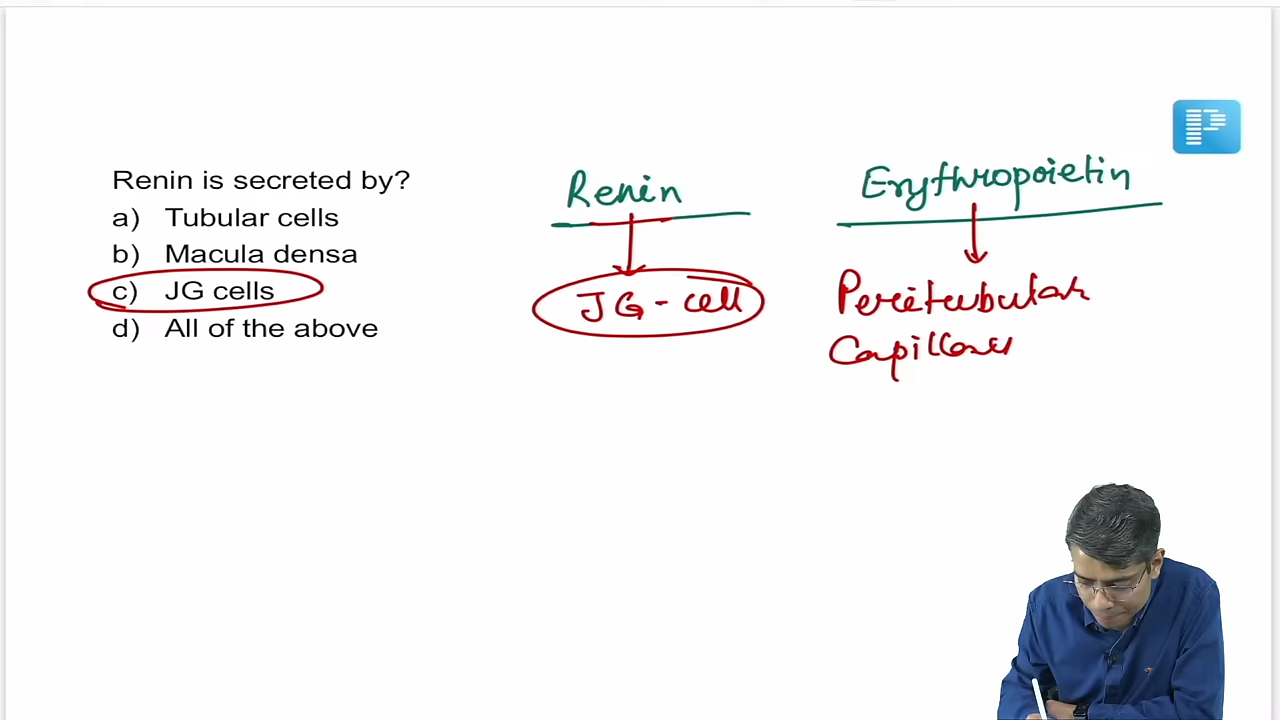 Renin is secreted by?
a) Tubular cells
b) Macula densa
c) JG cells
d) All of the above
Renin
JG-cell
Erythropoietin
Peritubular
Capillary